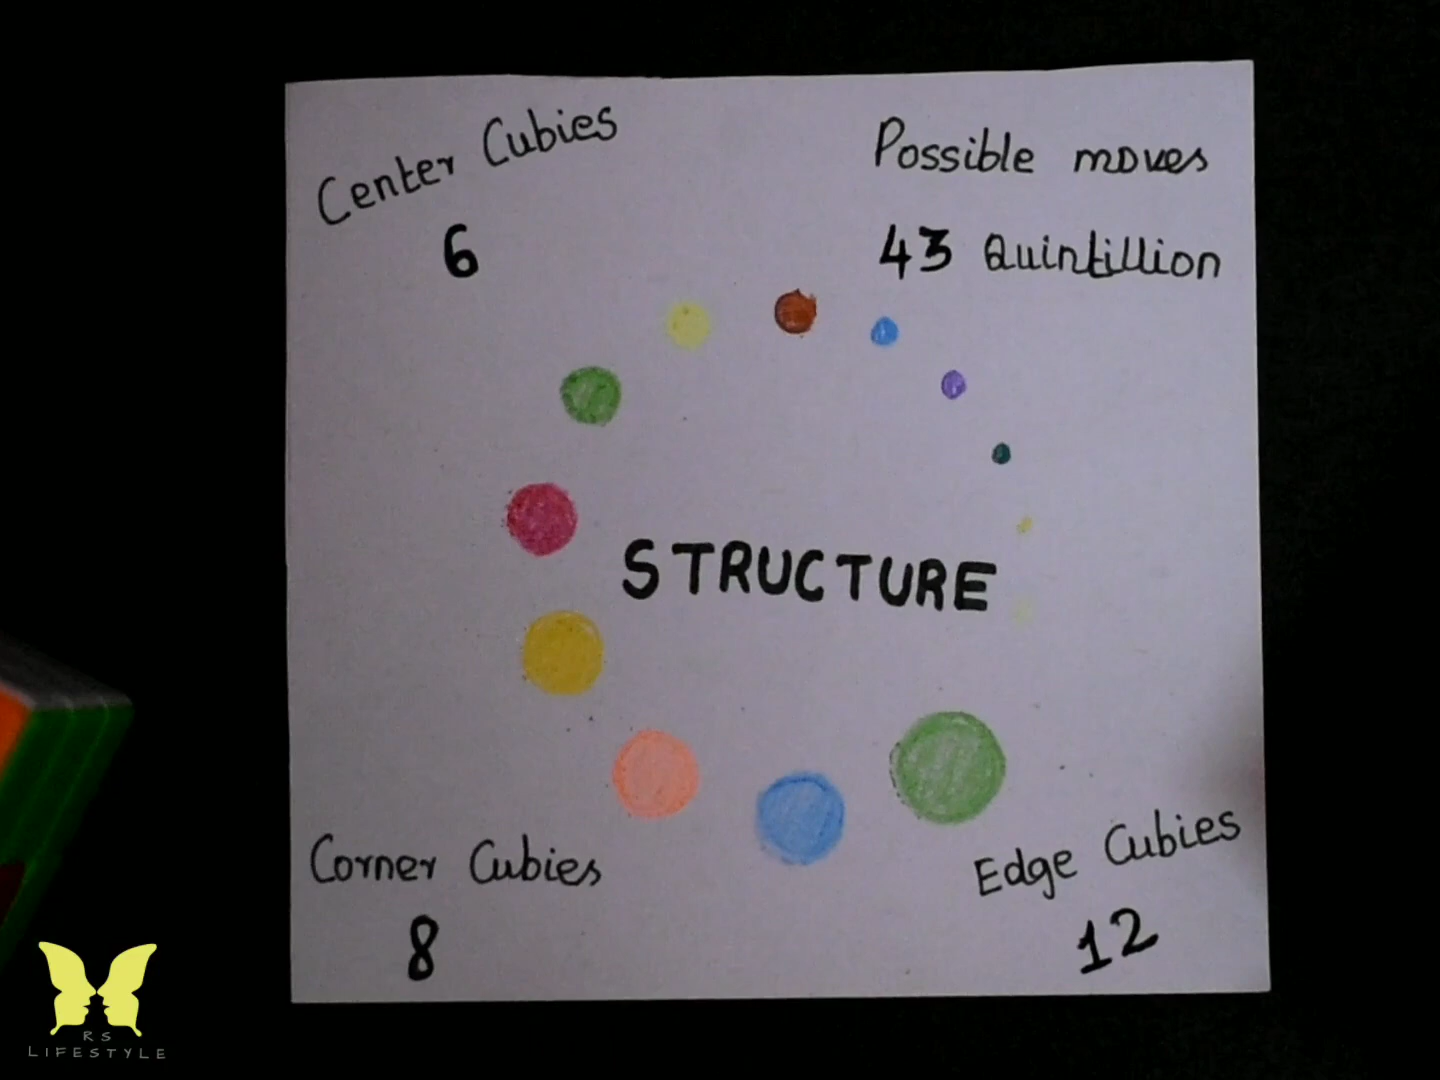 Center Cubies
6
Possible moves
43 Quintillion
STRUCTURE
Corner Cubies
8
Edge Cubies
12
RS
LIFESTYLE